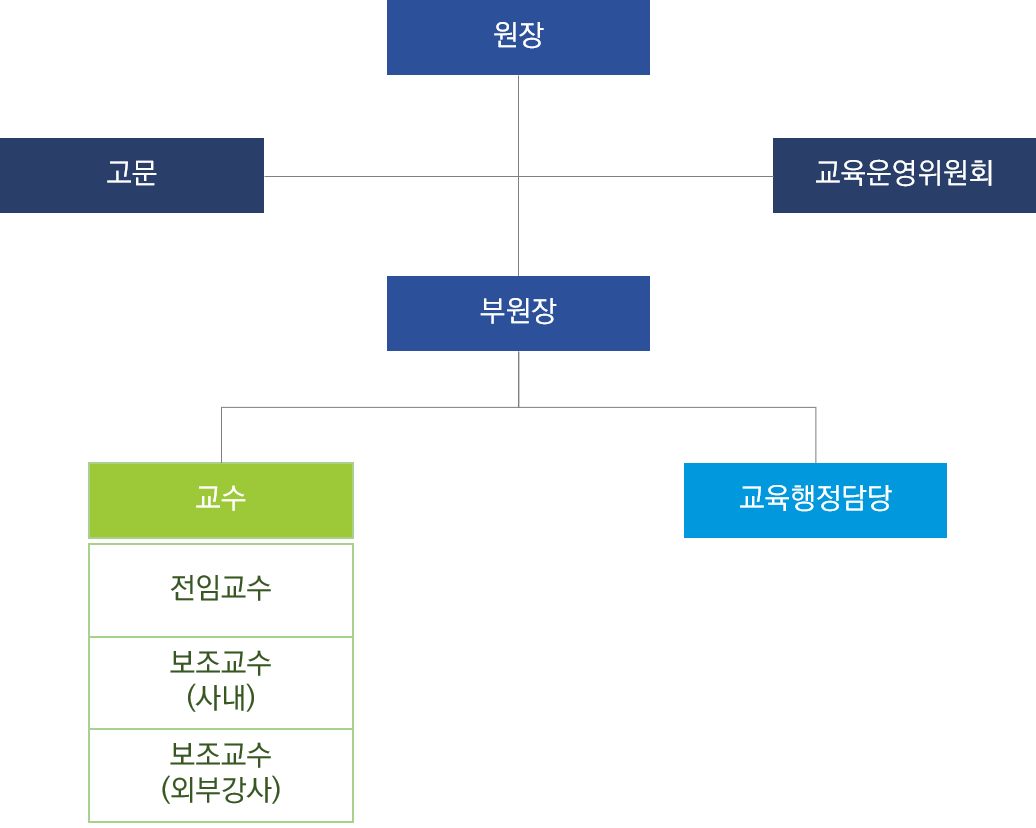 원장
고문
교육운영위원회
부원장
교수
교육행정담당
전임교수
보조교수
(사내)
보조교수
(외부강사)